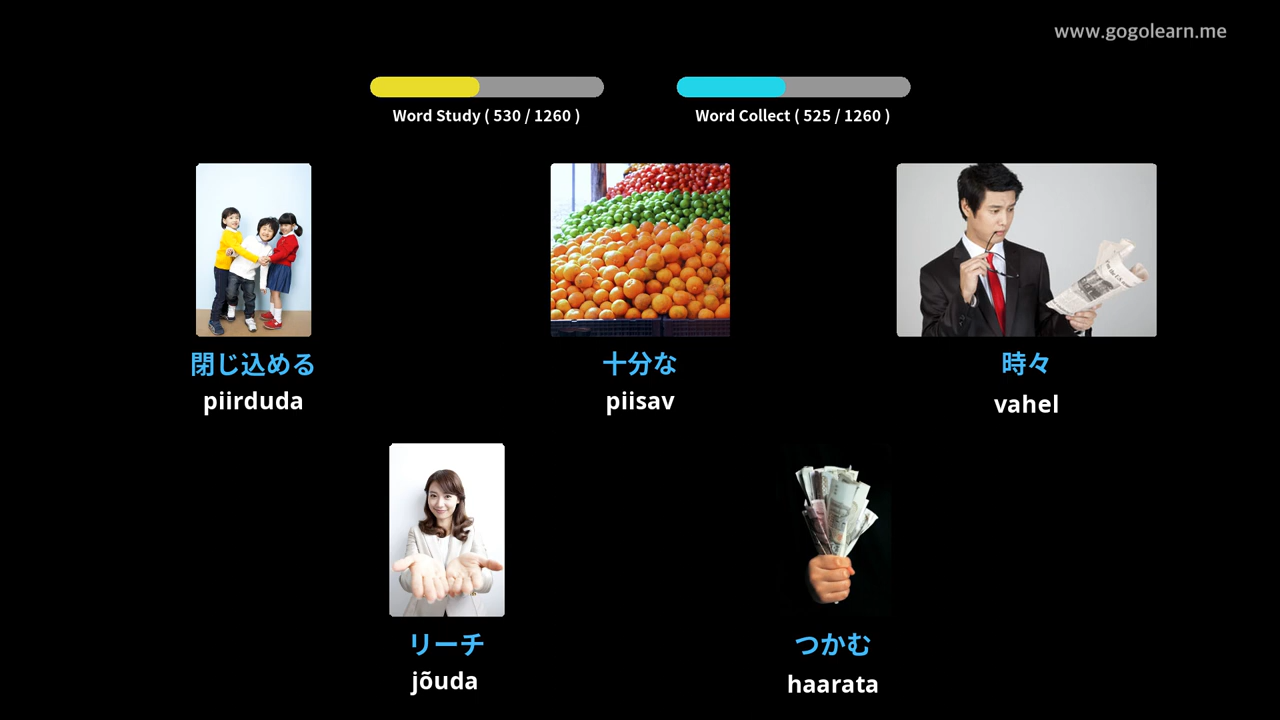 www.gogolearn.me
Word Study ( 530 / 1260 )
Word Collect ( 525 / 1260 )
閉じ込める
piirduda
十分な
piisav
時々
vahel
リーチ
jõuda
つかむ
haarata